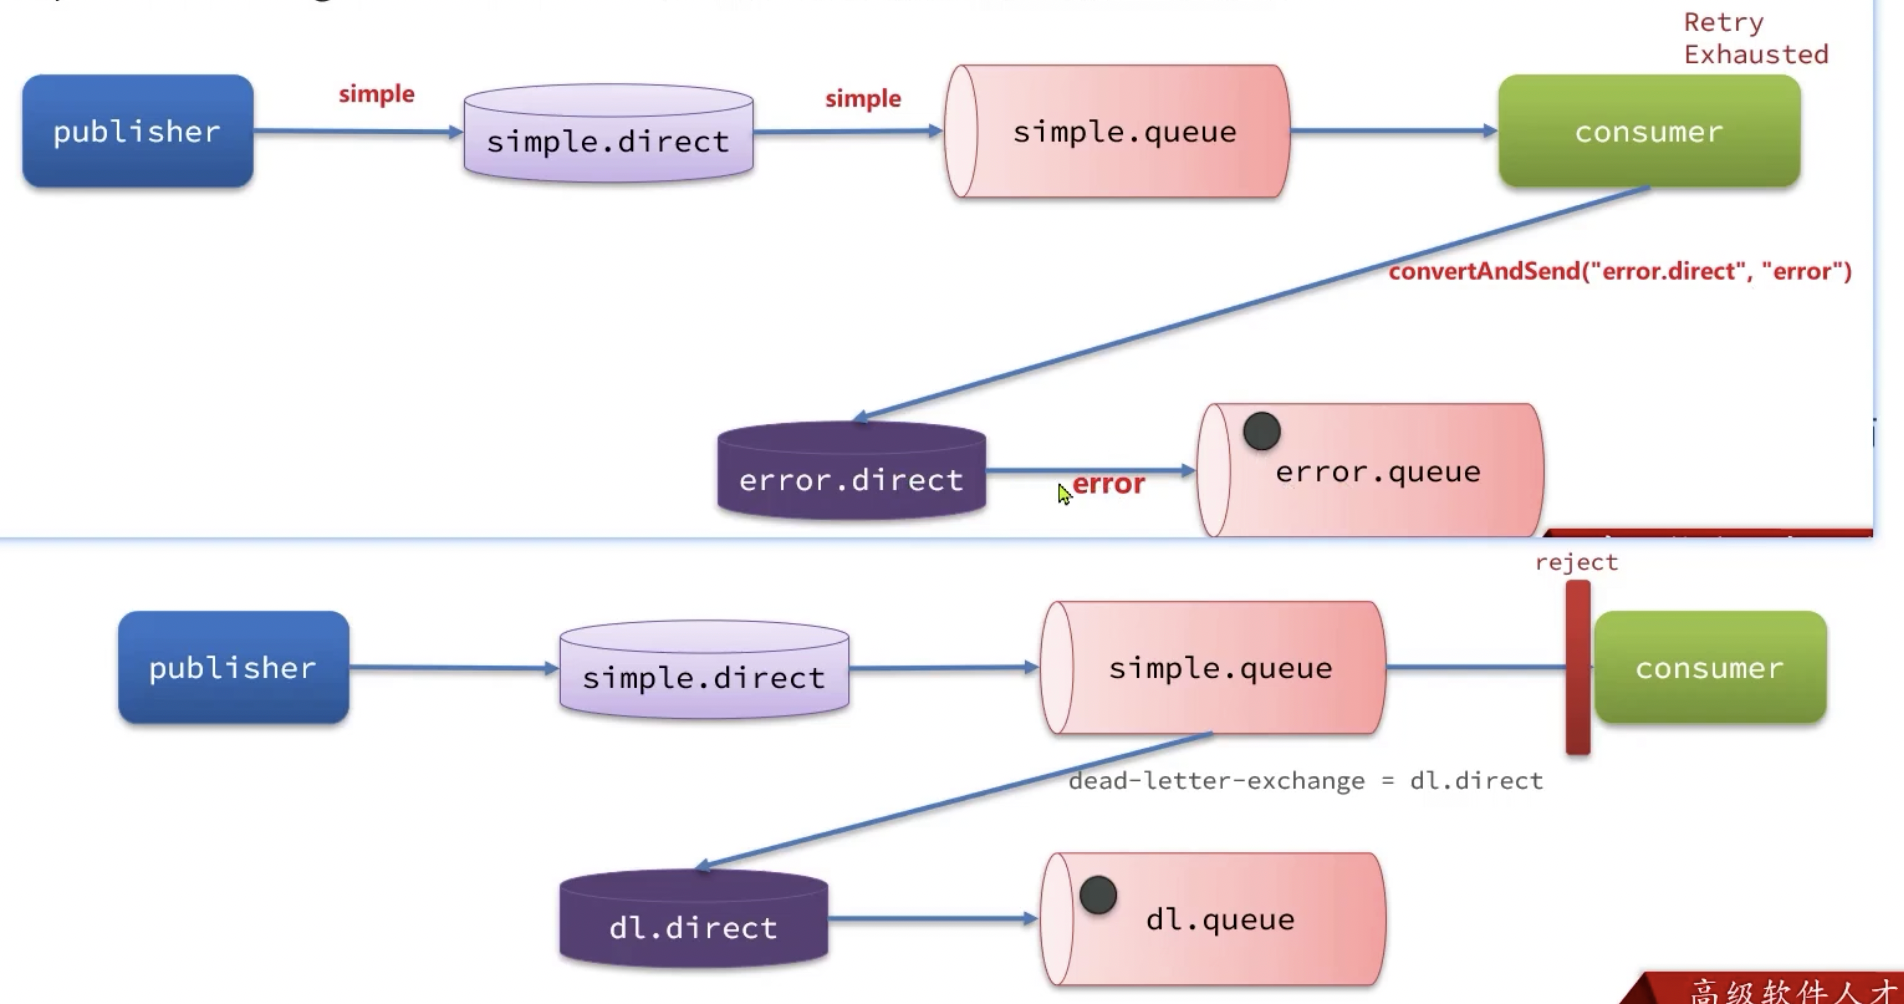 Retry
Exhausted
publisher
simple
simple.direct
simple
simple.queue
consumer
convertAndSend("error.direct", "error")
error.direct
error
error.queue
reject
publisher
simple.direct
simple.queue
consumer
dead-letter-exchange = dl.direct
dl.direct
dl.queue
高级软件人才